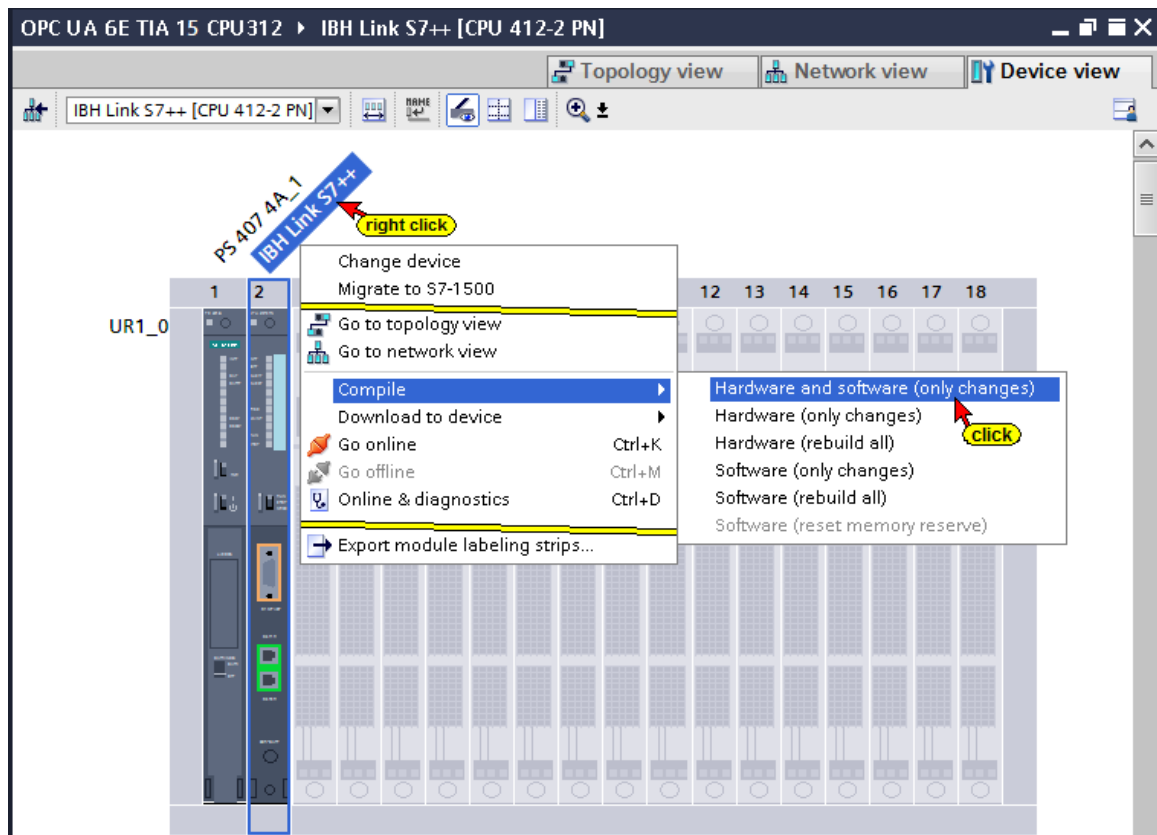 OPC UA 6E TIA 15 CPU312 ▸ IBH Link S7++ [CPU 412-2 PN]
Topology view Network view Device view
IBH Link S7++ [CPU 412-2 PN]
PS 407 4A_1
IBH Link S7++
right click
Change device
Migrate to S7-1500
1 2 12 13 14 15 16 17 18
UR1_0
Go to topology view
Go to network view
Compile Hardware and software (only changes)
Download to device Hardware (only changes)
click
Go online Ctrl+K Hardware (rebuild all)
Go offline Ctrl+M Software (only changes)
Online & diagnostics Ctrl+D Software (rebuild all)
Software (reset memory reserve)
Export module labeling strips...